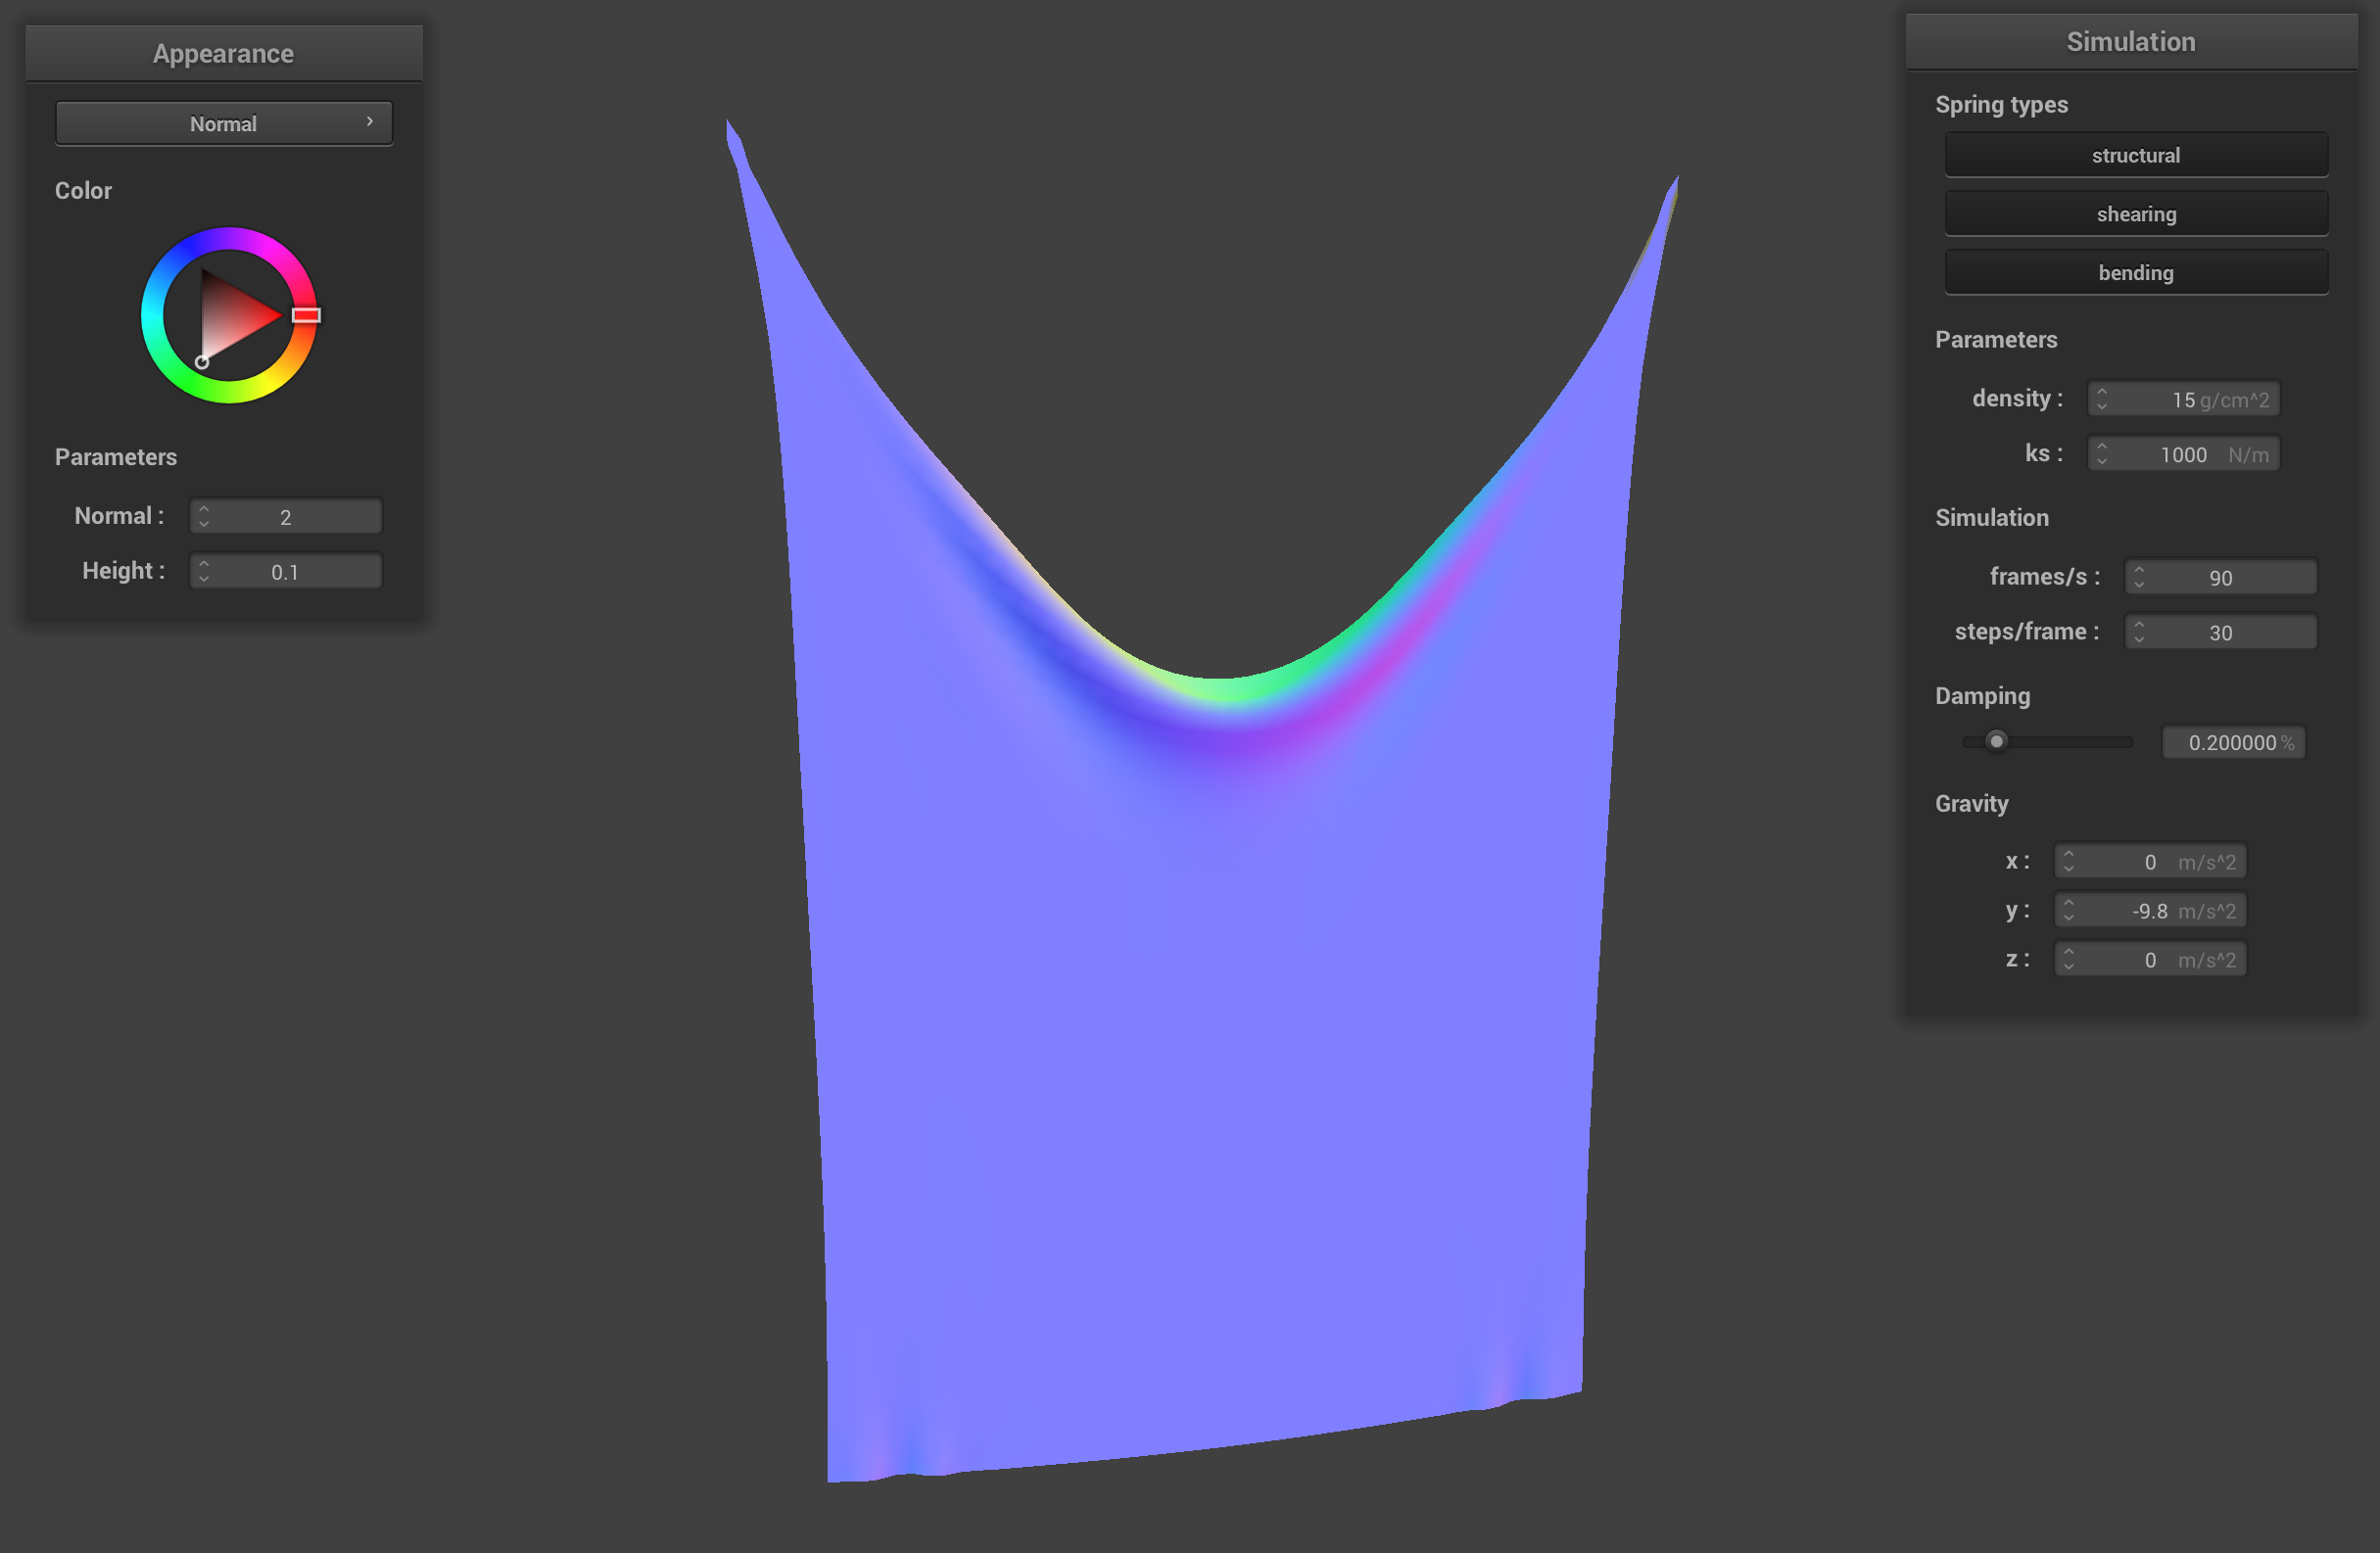 Appearance
Normal
Color
Parameters
Normal :
2
Height :
0.1
Simulation
Spring types
structural
shearing
bending
Parameters
density :
15 g/cm^2
ks :
1000 N/m
Simulation
frames/s :
90
steps/frame :
30
Damping
0.200000 %
Gravity
x :
0 m/s^2
y :
-9.8 m/s^2
z :
0 m/s^2